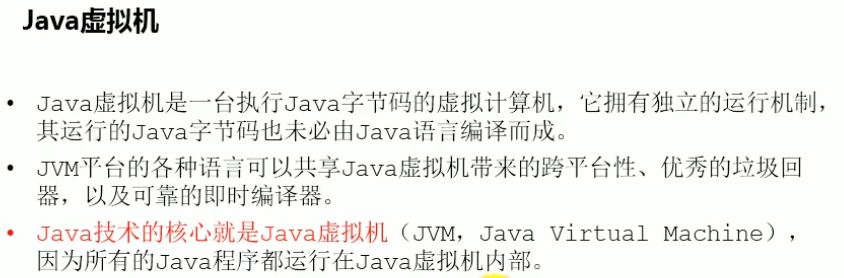 Java虚拟机
• Java虚拟机是一台执行Java字节码的虚拟计算机，它拥有独立的运行机制，
其运行的Java字节码也未必由Java语言编译而成。
• JVM平台的各种语言可以共享Java虚拟机带来的跨平台性、优秀的垃圾回
器，以及可靠的即时编译器。
• Java技术的核心就是Java虚拟机（JVM，Java Virtual Machine），
因为所有的Java程序都运行在Java虚拟机内部。